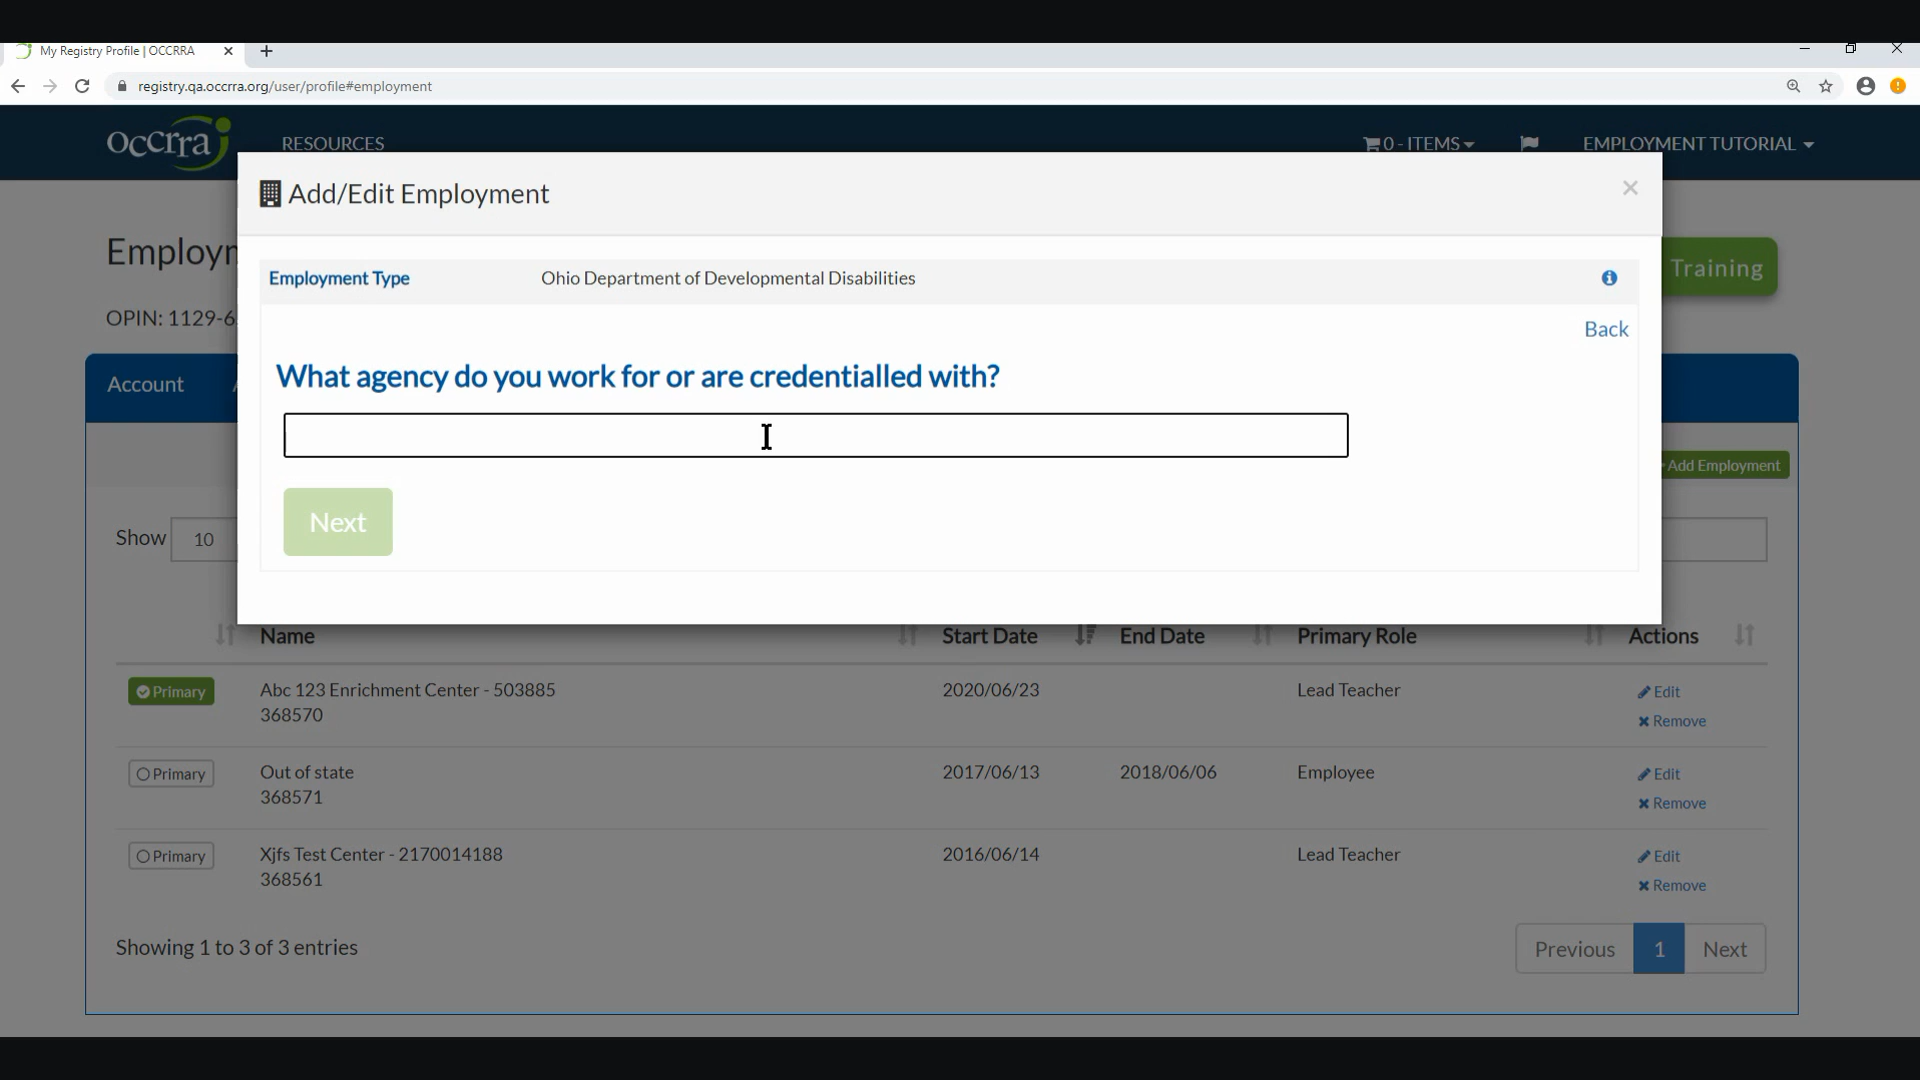 My Registry Profile | OCCRRA
registry.qa.occrra.org/user/profile#employment
occrra
RESOURCES
0 - ITEMS
EMPLOYMENT TUTORIAL
Add/Edit Employment
Employm
Training
Employment Type
Ohio Department of Developmental Disabilities
OPIN: 1129-6
Back
What agency do you work for or are credentialled with?
Account
Add Employment
Next
Show 10
Name
Start Date
End Date
Primary Role
Actions
Primary
Abc 123 Enrichment Center - 503885
368570
2020/06/23
Lead Teacher
Edit
Remove
Primary
Out of state
368571
2017/06/13
2018/06/06
Employee
Edit
Remove
Primary
Xjfs Test Center - 2170014188
368561
2016/06/14
Lead Teacher
Edit
Remove
Showing 1 to 3 of 3 entries
Previous
1
Next